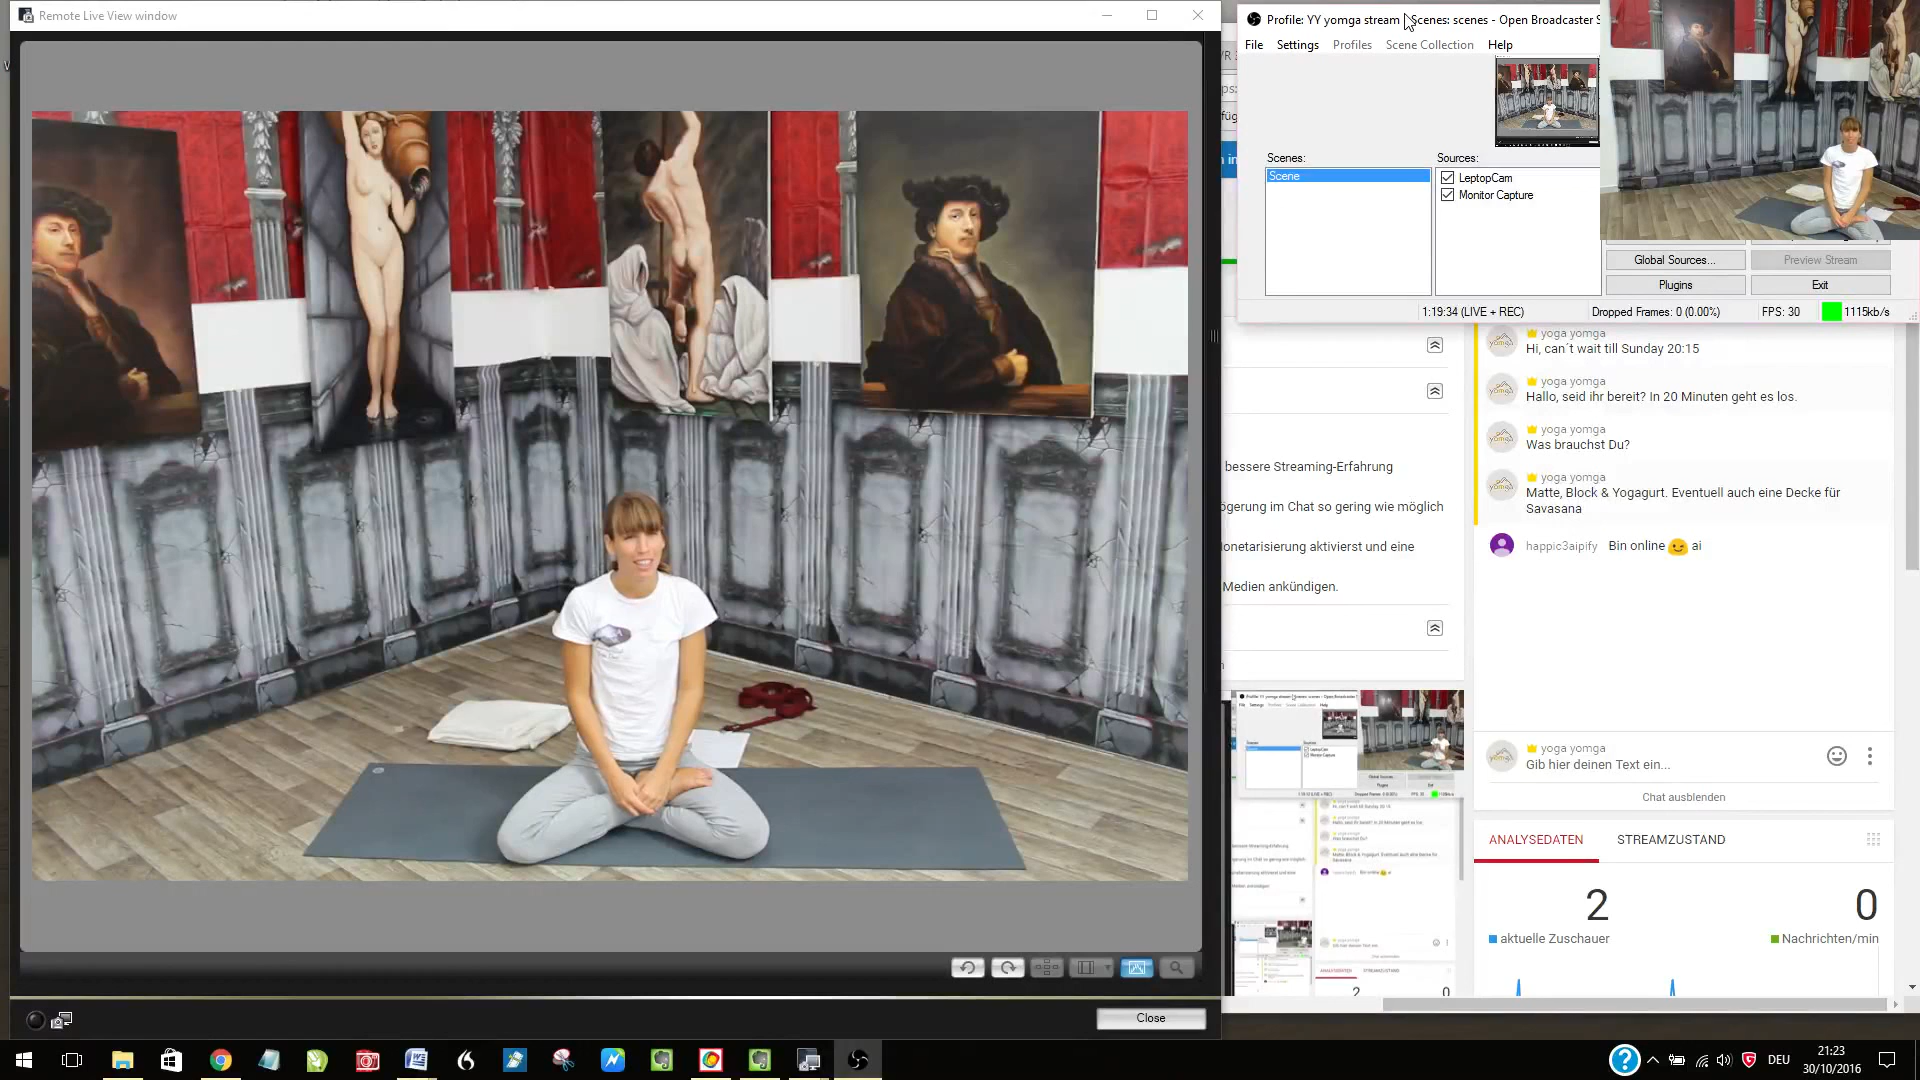 Remote Live View window
Profile: YY yomga stream
Scenes: scenes - Open Broadcaster S
File Settings Profiles Scene Collection Help
Scenes:
Scene
Sources:
LeptopCam
Monitor Capture
Global Sources...
Preview Stream
Plugins
Exit
1:19:34 (LIVE + REC)
Dropped Frames: 0 (0.00%)
FPS: 30
1115kb/s
bessere Streaming-Erfahrung
gerung im Chat so gering wie möglich
onetarisierung aktivierst und eine
Medien ankündigen.
yoga yomga
Hi, can´t wait till Sunday 20:15
yoga yomga
Hallo, seid ihr bereit? In 20 Minuten geht es los.
yoga yomga
Was brauchst Du?
yoga yomga
Matte, Block & Yogagurt. Eventuell auch eine Decke für
Savasana
happic3aipify Bin online 😉 ai
yoga yomga
Gib hier deinen Text ein...
Chat ausblenden
ANALYSEDATEN STREAMZUSTAND
2
aktuelle Zuschauer
0
Nachrichten/min
Close
DEU
21:23
30/10/2016